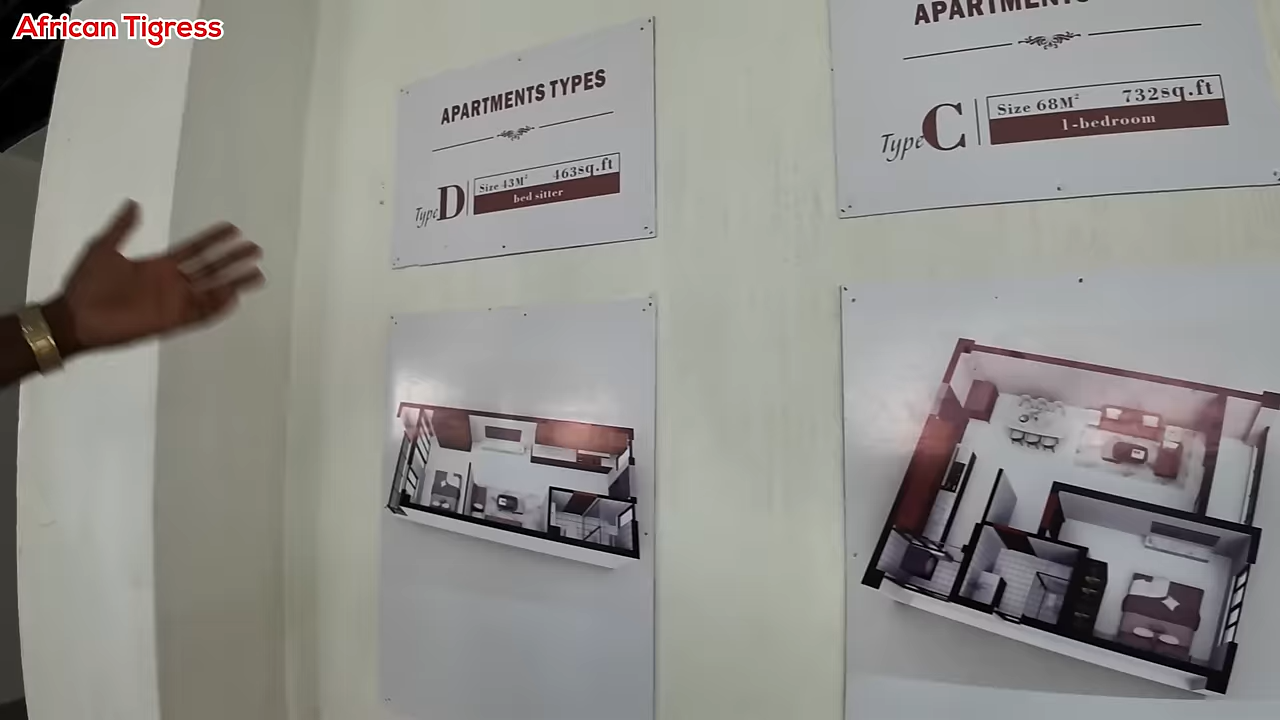 African Tigress
APARTMENTS TYPES
Type D
Size 43M² 463sq.ft
bed sitter
APARTMENTS
Type C
Size 68M² 732sq.ft
1-bedroom